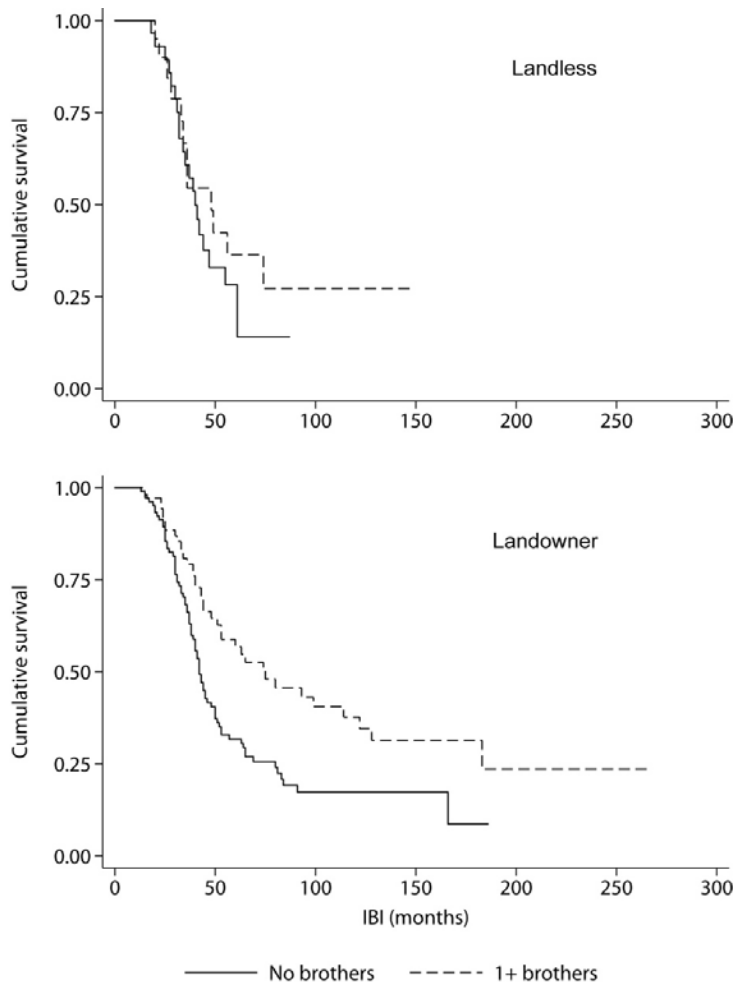 1.00
Landless
0.75
Cumulative survival
0.50
0.25
0.00
0 50 100 150 200 250 300
1.00
Landowner
0.75
Cumulative survival
0.50
0.25
0.00
0 50 100 150 200 250 300
IBI (months)
No brothers 1+ brothers